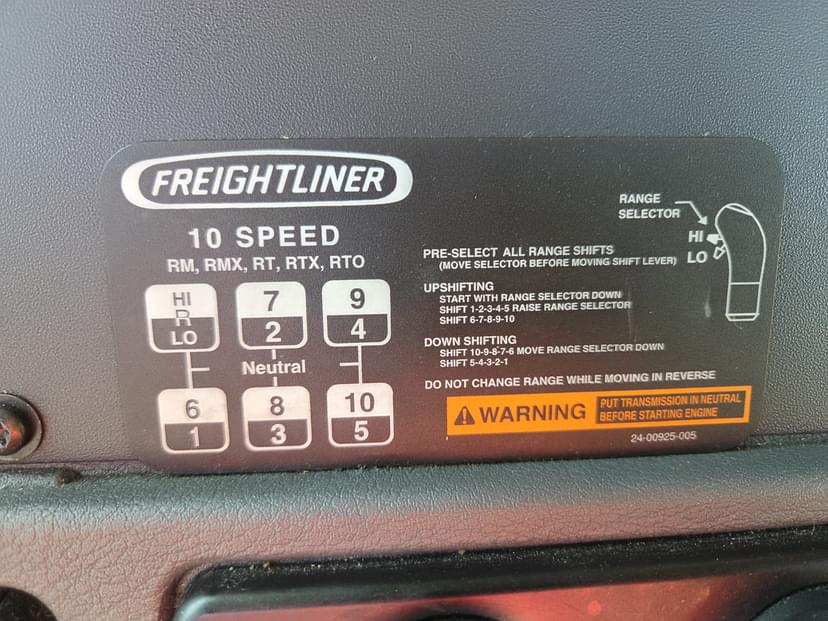 FREIGHTLINER
10 SPEED
RM, RMX, RT, RTX, RTO
HI
R
LO
7
2
9
4
Neutral
6
1
8
3
10
5
RANGE
SELECTOR
HI
LO
PRE-SELECT ALL RANGE SHIFTS
(MOVE SELECTOR BEFORE MOVING SHIFT LEVER)
UPSHIFTING
START WITH RANGE SELECTOR DOWN
SHIFT 1-2-3-4-5 RAISE RANGE SELECTOR
SHIFT 6-7-8-9-10
DOWN SHIFTING
SHIFT 10-9-8-7-6 MOVE RANGE SELECTOR DOWN
SHIFT 5-4-3-2-1
DO NOT CHANGE RANGE WHILE MOVING IN REVERSE
WARNING
PUT TRANSMISSION IN NEUTRAL
BEFORE STARTING ENGINE
24-00925-005